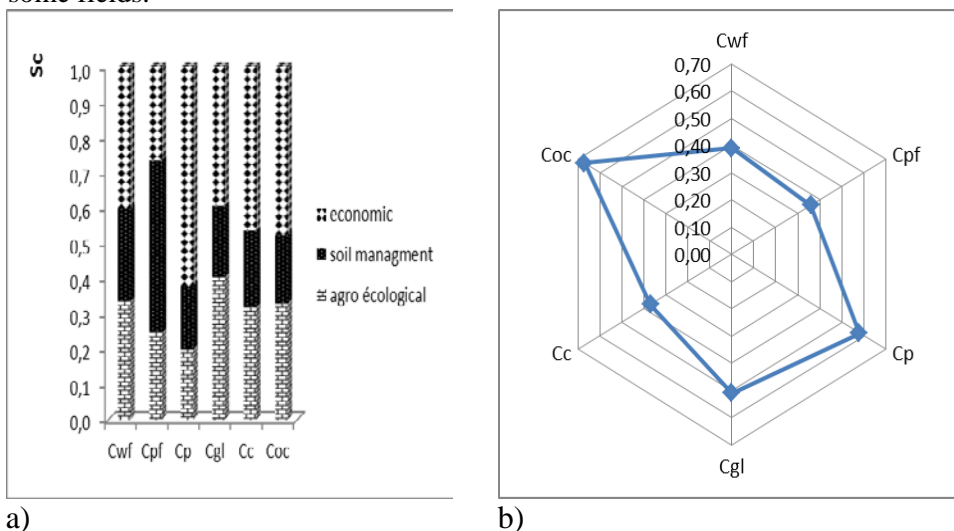 some fields.
Sc
1,0
0,9
0,8
0,7
0,6
0,5
0,4
0,3
0,2
0,1
0,0
Cwf Cpf Cp Cgl Cc Coc
economic
soil managment
agro écological
a)
Cwf
0,70
0,60
0,50
0,40
0,30
0,20
0,10
0,00
Cpf
Cp
Cgl
Cc
Coc
b)